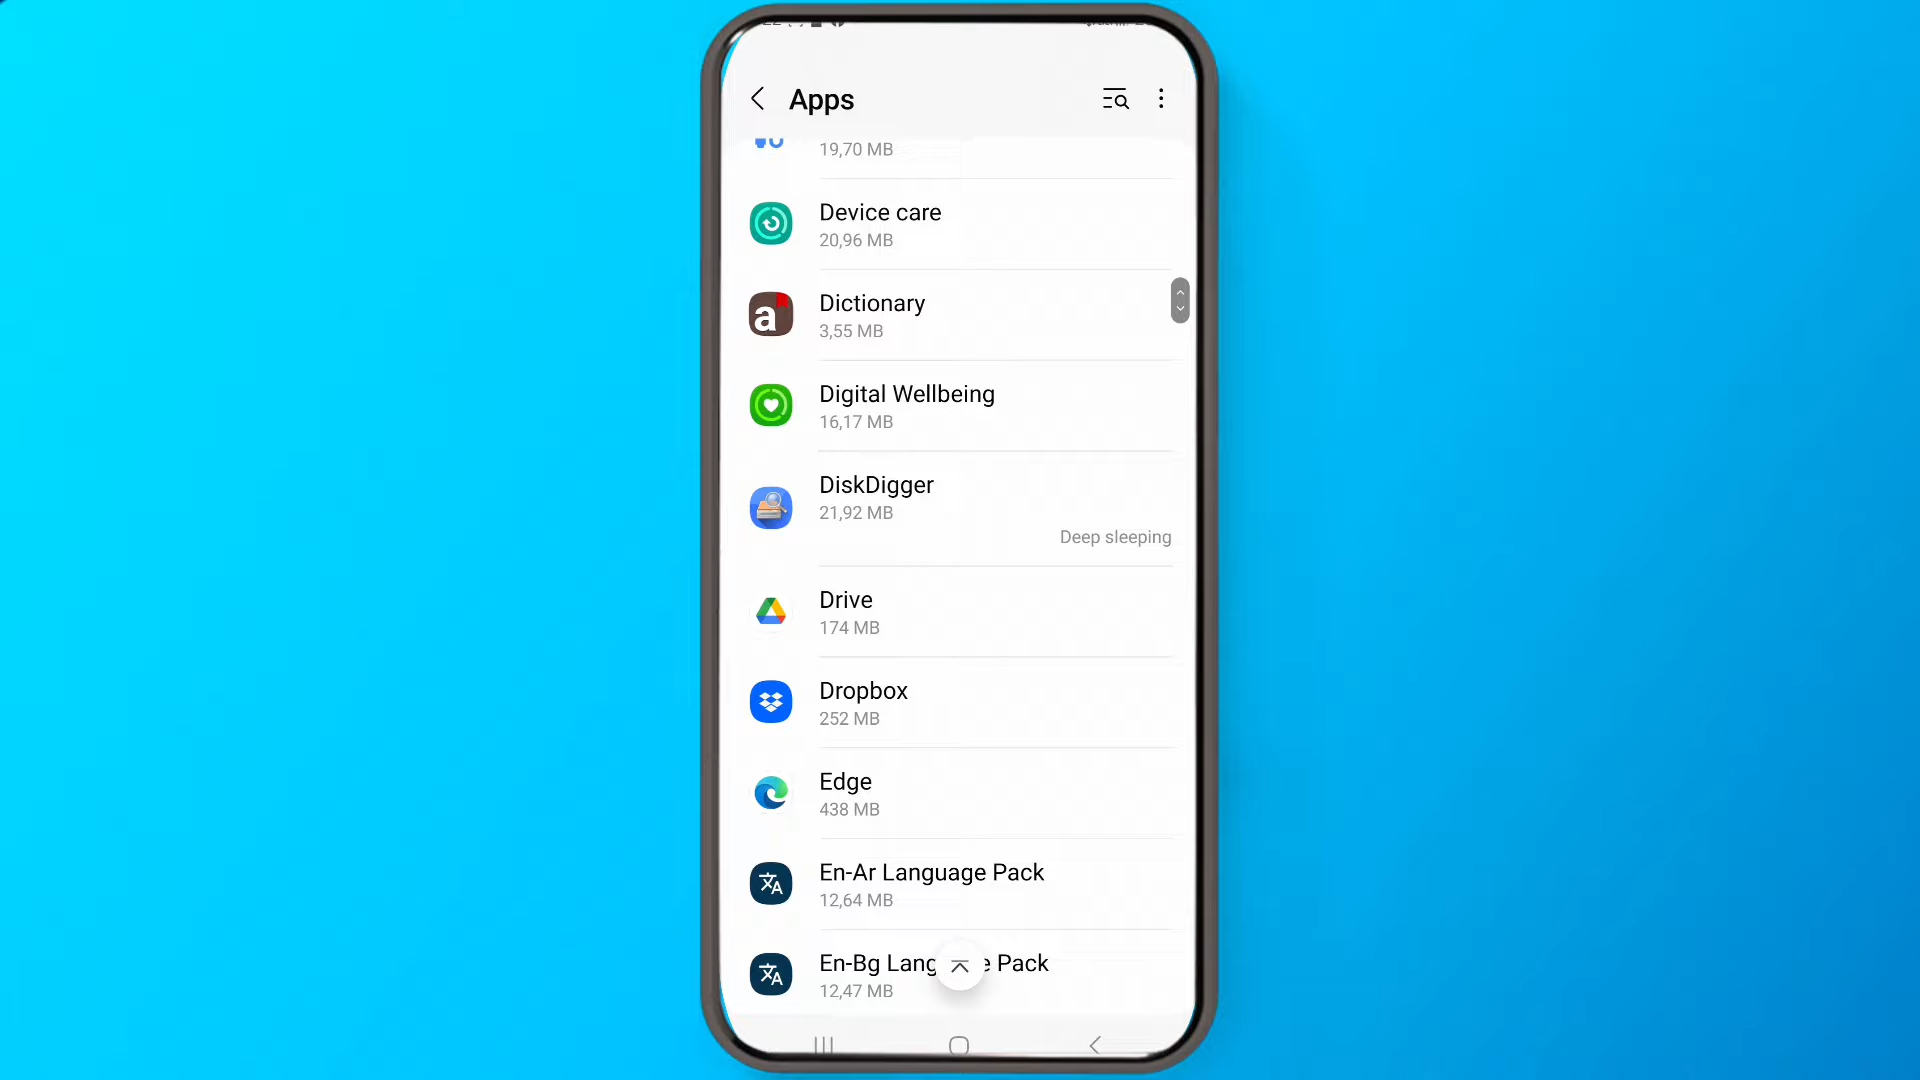 Apps
19,70 MB
Device care
20,96 MB
Dictionary
3,55 MB
Digital Wellbeing
16,17 MB
DiskDigger
21,92 MB
Deep sleeping
Drive
174 MB
Dropbox
252 MB
Edge
438 MB
En-Ar Language Pack
12,64 MB
En-Bg Lang e Pack
12,47 MB